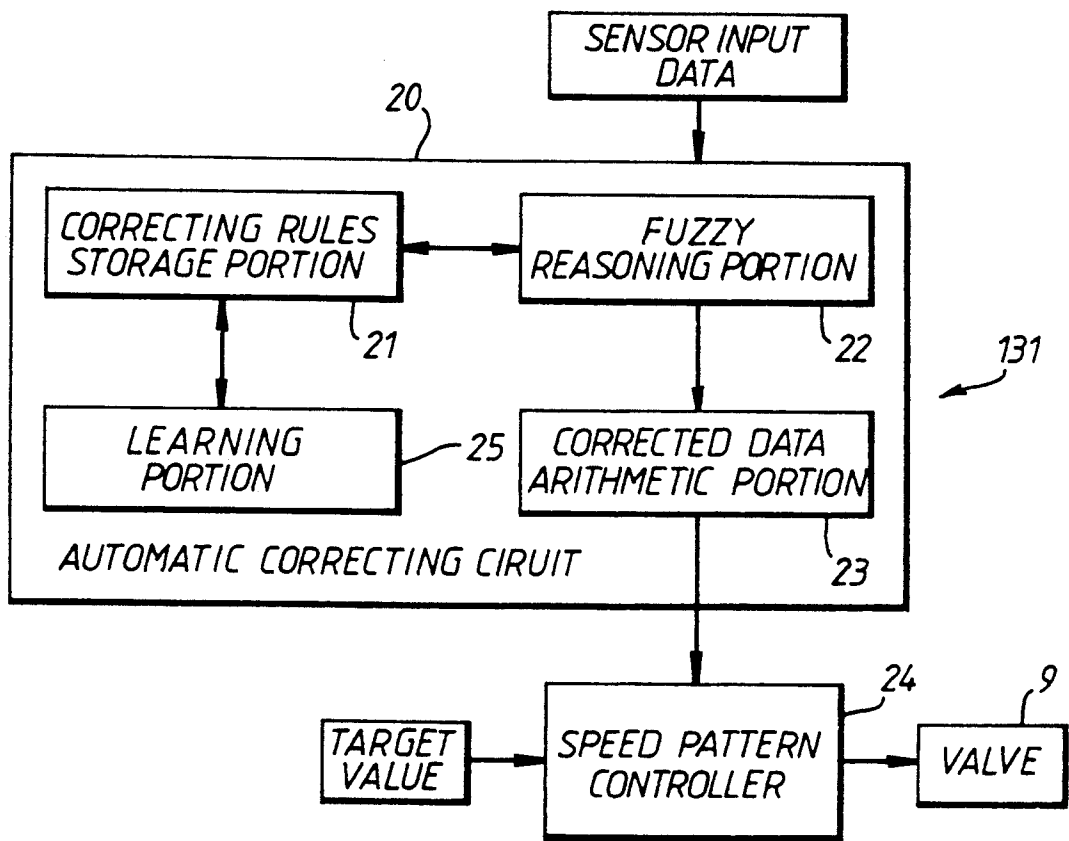 SENSOR INPUT
DATA
20
CORRECTING RULES
STORAGE PORTION
21
FUZZY
REASONING PORTION
22
131
LEARNING
PORTION
25
CORRECTED DATA
ARITHMETIC PORTION
23
AUTOMATIC CORRECTING CIRUIT
TARGET
VALUE
SPEED PATTERN
CONTROLLER
24
VALVE
9